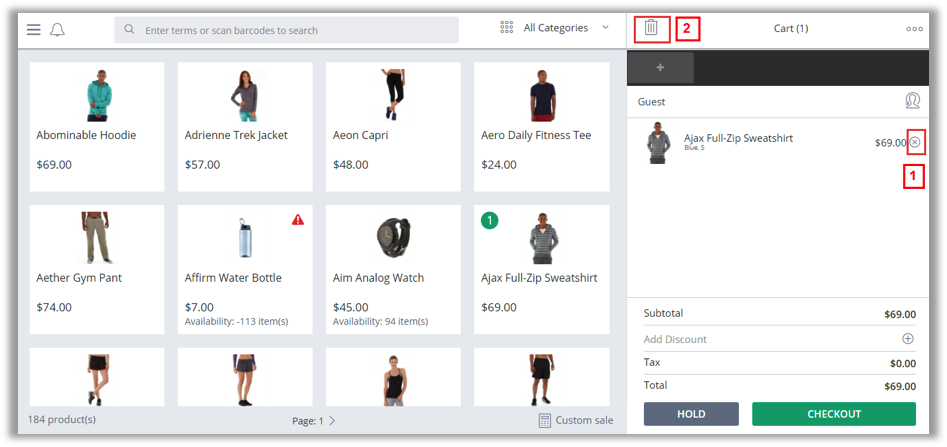 Enter terms or scan barcodes to search
All Categories
2
Cart (1)
+
Guest
Ajax Full-Zip Sweatshirt
Blue, S
$69.00
1
Abominable Hoodie
$69.00
Adrienne Trek Jacket
$57.00
Aeon Capri
$48.00
Aero Daily Fitness Tee
$24.00
Aether Gym Pant
$74.00
Affirm Water Bottle
$7.00
Availability: -113 item(s)
Aim Analog Watch
$45.00
Availability: 94 item(s)
1
Ajax Full-Zip Sweatshirt
$69.00
Subtotal
$69.00
Add Discount
Tax
$0.00
Total
$69.00
HOLD
CHECKOUT
184 product(s)
Page: 1
Custom sale